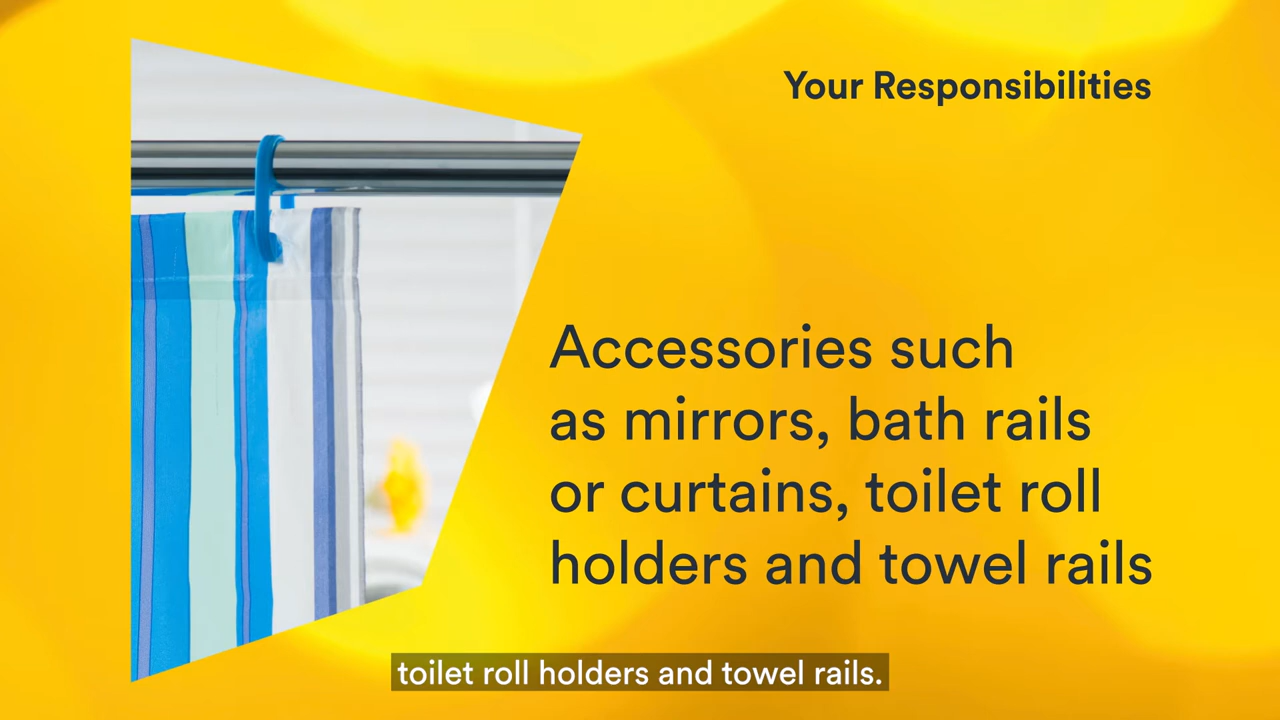 Your Responsibilities
Accessories such
as mirrors, bath rails
or curtains, toilet roll
holders and towel rails
toilet roll holders and towel rails.